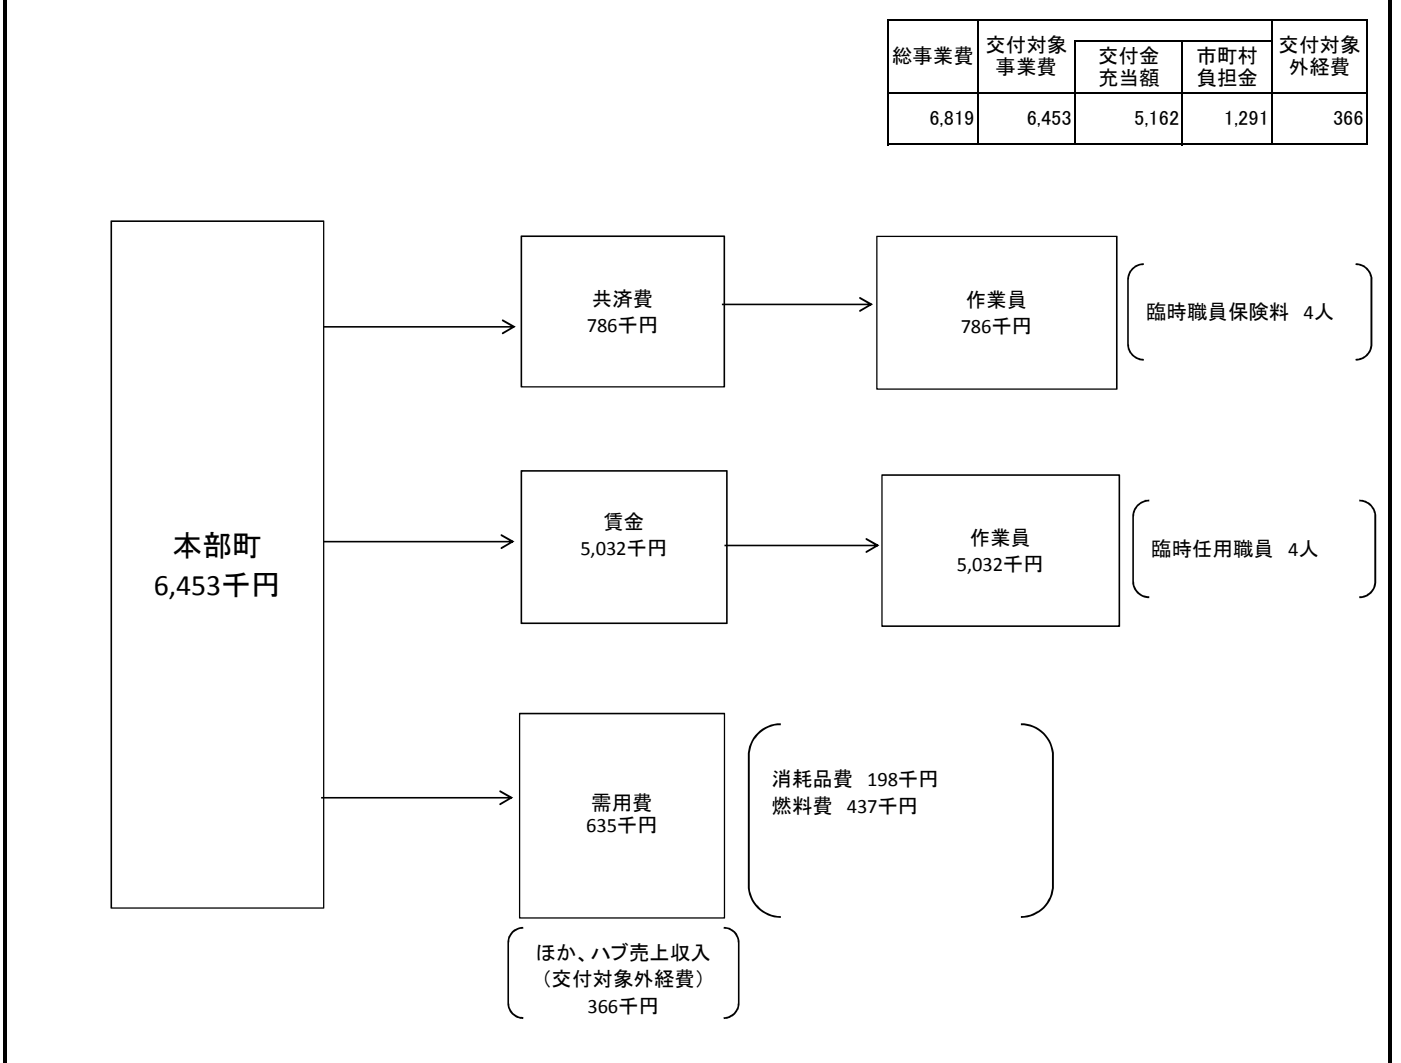 総事業費
交付対象
事業費
交付金
充当額
市町村
負担金
交付対象
外経費
6,819
6,453
5,162
1,291
366
本部町
6,453千円
共済費
786千円
作業員
786千円
臨時職員保険料 4人
賃金
5,032千円
作業員
5,032千円
臨時任用職員 4人
需用費
635千円
消耗品費 198千円
燃料費 437千円
ほか、ハブ売上収入
（交付対象外経費）
366千円